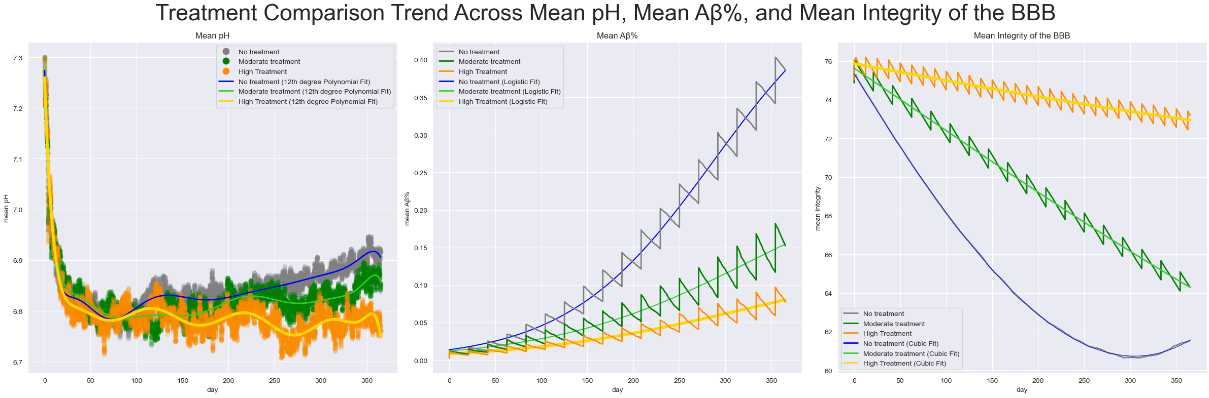 Treatment Comparison Trend Across Mean pH, Mean Aβ%, and Mean Integrity of the BBB
Mean pH
mean pH
7.3
7.2
7.1
7.0
6.9
6.8
6.7
No treatment
Moderate treatment
High Treatment
No treatment (12th degree Polynomial Fit)
Moderate treatment (12th degree Polynomial Fit)
High Treatment (12th degree Polynomial Fit)
0 50 100 150 200 250 300 350
day
Mean Aβ%
mean Aβ%
0.40
0.35
0.30
0.25
0.20
0.15
0.10
0.05
0.00
No treatment
Moderate treatment
High Treatment
No treatment (Logistic Fit)
Moderate treatment (Logistic Fit)
High Treatment (Logistic Fit)
0 50 100 150 200 250 300 350
day
Mean Integrity of the BBB
mean Integrity
76
74
72
70
68
66
64
62
60
No treatment
Moderate treatment
High Treatment
No treatment (Cubic Fit)
Moderate treatment (Cubic Fit)
High Treatment (Cubic Fit)
0 50 100 150 200 250 300 350
day